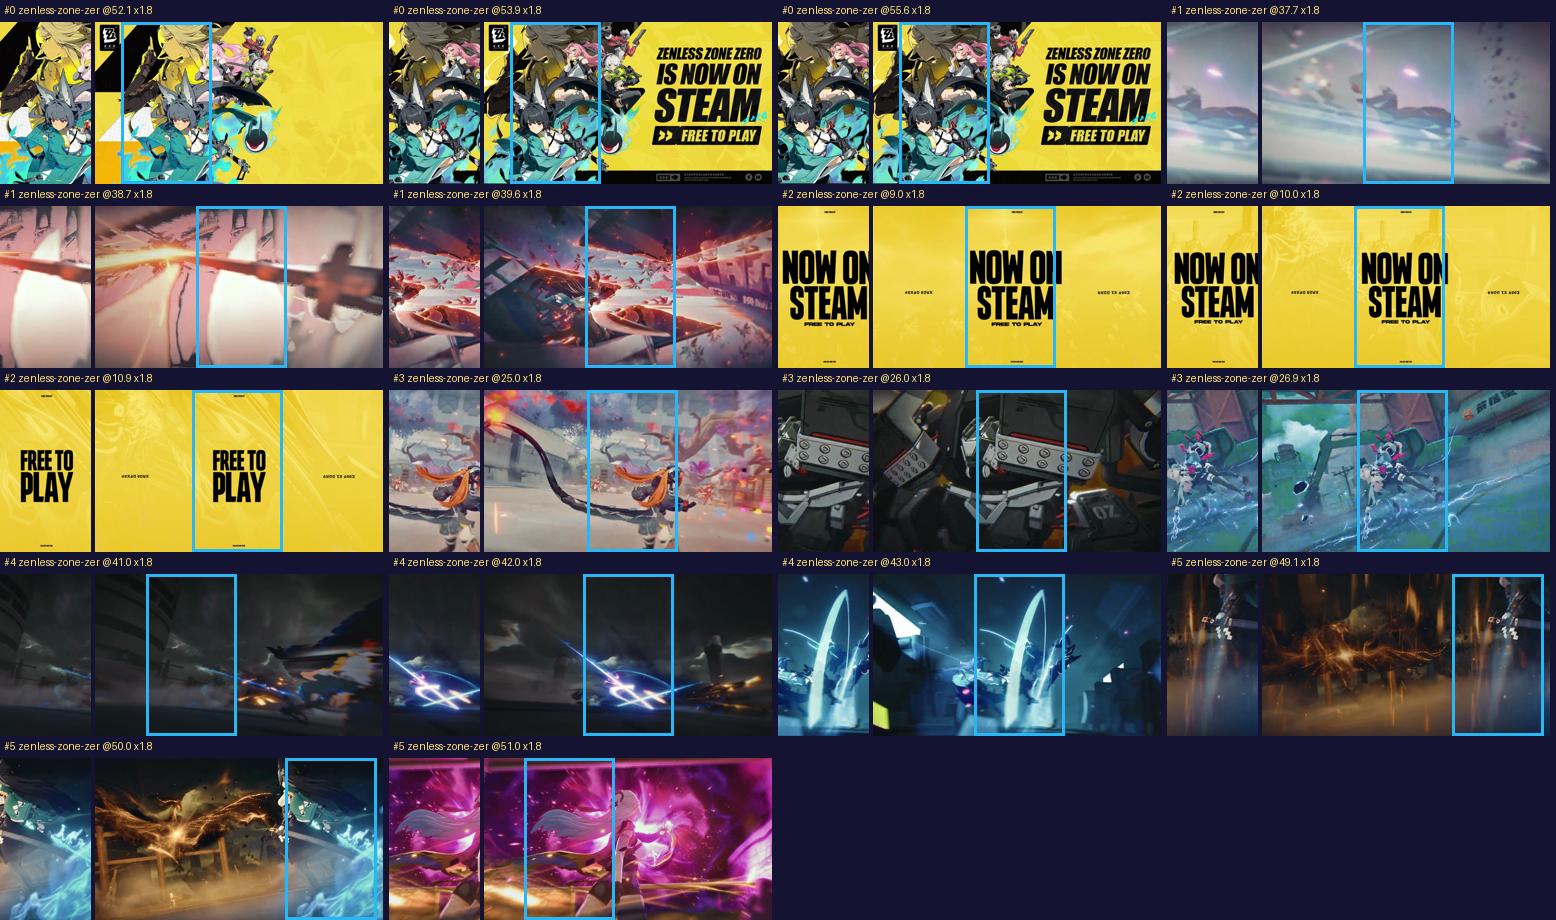 #0 zenless-zone-zer @52.1 x1.8
#0 zenless-zone-zer @53.9 x1.8
ZENLESS ZONE ZERO
IS NOW ON
STEAM
FREE TO PLAY
#0 zenless-zone-zer @55.6 x1.8
ZENLESS ZONE ZERO
IS NOW ON
STEAM
FREE TO PLAY
#1 zenless-zone-zer @37.7 x1.8
#1 zenless-zone-zer @38.7 x1.8
#1 zenless-zone-zer @39.6 x1.8
#2 zenless-zone-zer @9.0 x1.8
NOW ON
STEAM
FREE TO PLAY
NOW ON
STEAM
FREE TO PLAY
#2 zenless-zone-zer @10.0 x1.8
NOW ON
STEAM
FREE TO PLAY
NOW ON
STEAM
FREE TO PLAY
#2 zenless-zone-zer @10.9 x1.8
FREE TO
PLAY
FREE TO
PLAY
#3 zenless-zone-zer @25.0 x1.8
#3 zenless-zone-zer @26.0 x1.8
#3 zenless-zone-zer @26.9 x1.8
#4 zenless-zone-zer @41.0 x1.8
#4 zenless-zone-zer @42.0 x1.8
#4 zenless-zone-zer @43.0 x1.8
#5 zenless-zone-zer @49.1 x1.8
#5 zenless-zone-zer @50.0 x1.8
#5 zenless-zone-zer @51.0 x1.8